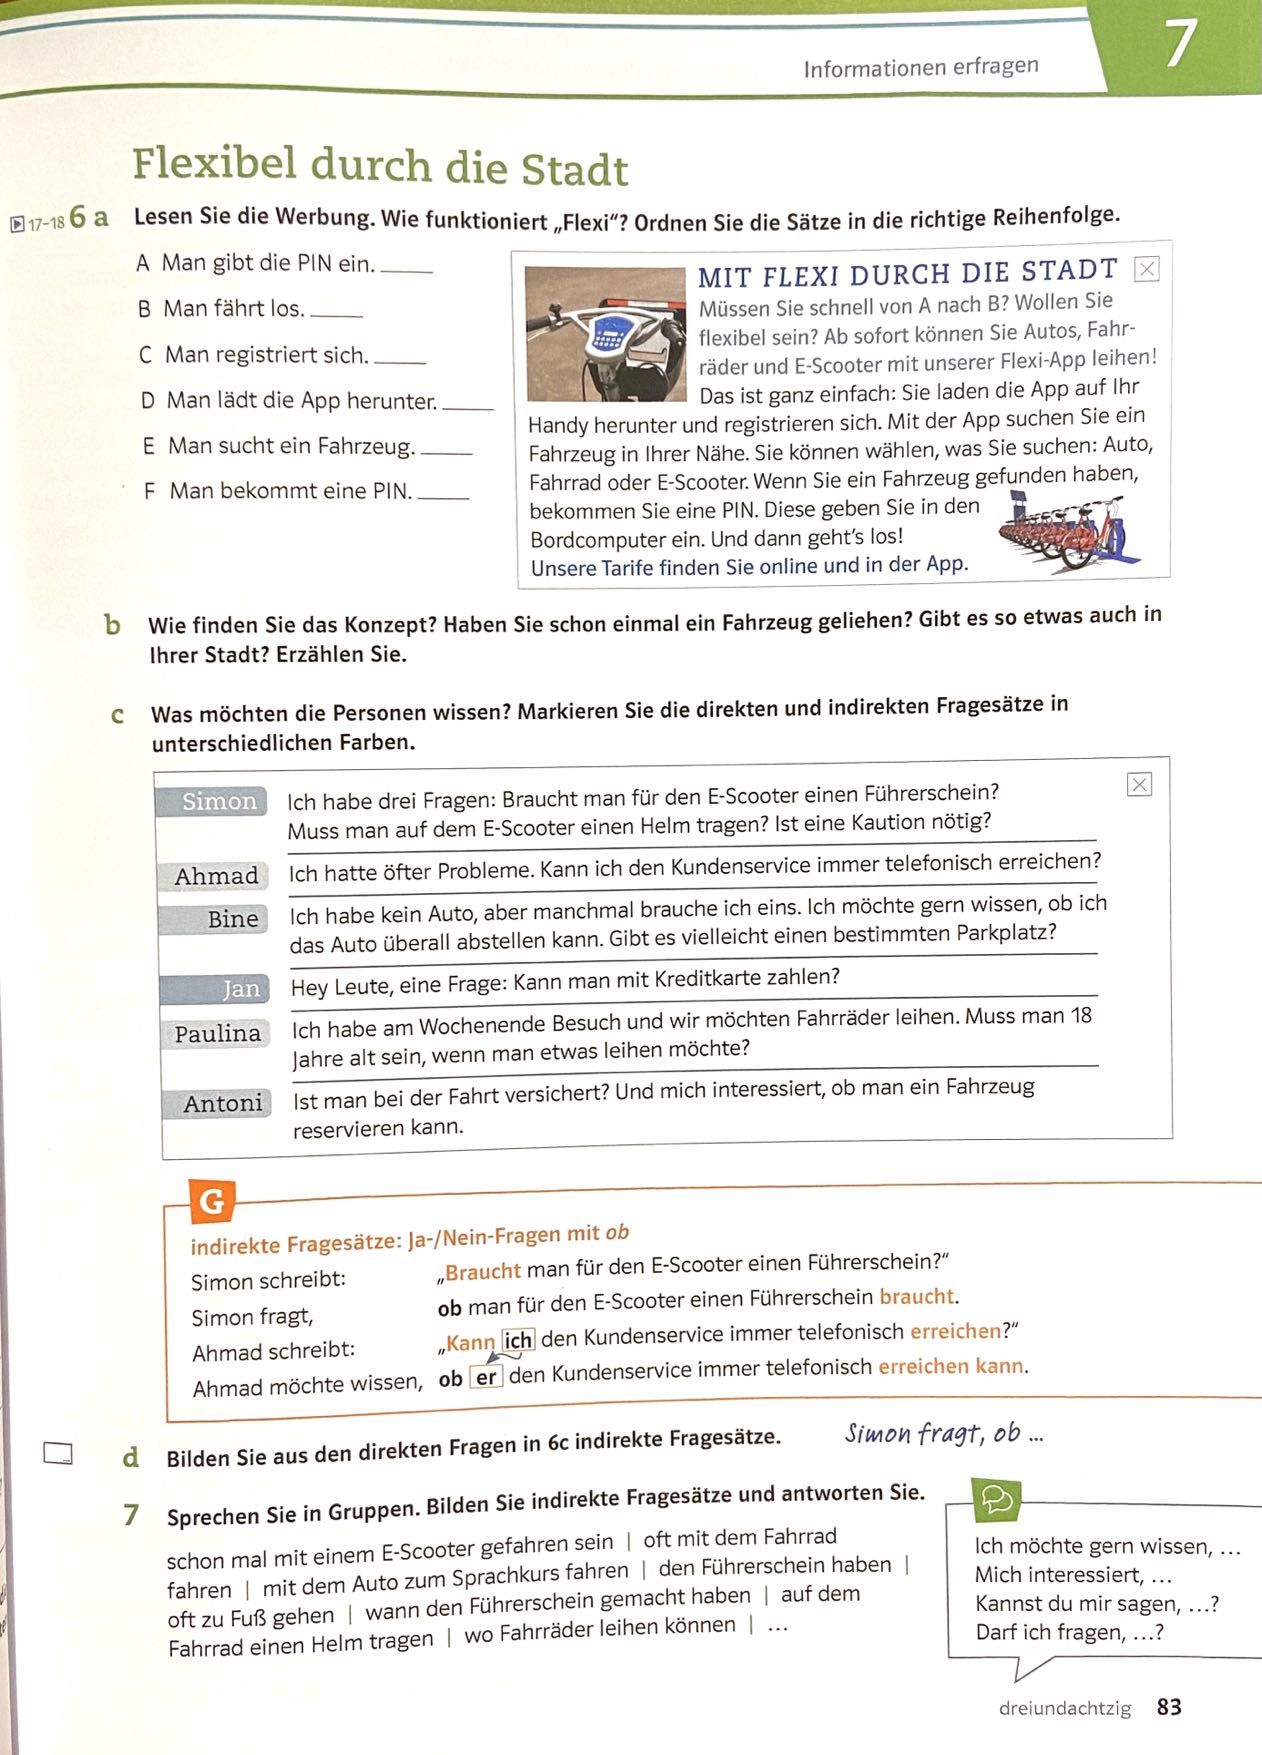 7
Informationen erfragen
Flexibel durch die Stadt
17–18 6 a Lesen Sie die Werbung. Wie funktioniert „Flexi“? Ordnen Sie die Sätze in die richtige Reihenfolge.
A Man gibt die PIN ein. ____
B Man fährt los. ____
C Man registriert sich. ____
D Man lädt die App herunter. ____
E Man sucht ein Fahrzeug. ____
F Man bekommt eine PIN. ____
MIT FLEXI DURCH DIE STADT
Müssen Sie schnell von A nach B? Wollen Sie
flexibel sein? Ab sofort können Sie Autos, Fahr-
räder und E-Scooter mit unserer Flexi-App leihen!
Das ist ganz einfach: Sie laden die App auf Ihr
Handy herunter und registrieren sich. Mit der App suchen Sie ein
Fahrzeug in Ihrer Nähe. Sie können wählen, was Sie suchen: Auto,
Fahrrad oder E-Scooter. Wenn Sie ein Fahrzeug gefunden haben,
bekommen Sie eine PIN. Diese geben Sie in den
Bordcomputer ein. Und dann geht’s los!
Unsere Tarife finden Sie online und in der App.
b Wie finden Sie das Konzept? Haben Sie schon einmal ein Fahrzeug geliehen? Gibt es so etwas auch in
Ihrer Stadt? Erzählen Sie.
c Was möchten die Personen wissen? Markieren Sie die direkten und indirekten Fragesätze in
unterschiedlichen Farben.
Simon Ich habe drei Fragen: Braucht man für den E-Scooter einen Führerschein?
Muss man auf dem E-Scooter einen Helm tragen? Ist eine Kaution nötig?
Ahmad Ich hatte öfter Probleme. Kann ich den Kundenservice immer telefonisch erreichen?
Bine Ich habe kein Auto, aber manchmal brauche ich eins. Ich möchte gern wissen, ob ich
das Auto überall abstellen kann. Gibt es vielleicht einen bestimmten Parkplatz?
Jan Hey Leute, eine Frage: Kann man mit Kreditkarte zahlen?
Paulina Ich habe am Wochenende Besuch und wir möchten Fahrräder leihen. Muss man 18
Jahre alt sein, wenn man etwas leihen möchte?
Antoni Ist man bei der Fahrt versichert? Und mich interessiert, ob man ein Fahrzeug
reservieren kann.
G
indirekte Fragesätze: Ja-/Nein-Fragen mit ob
Simon schreibt: „Braucht man für den E-Scooter einen Führerschein?“
Simon fragt, ob man für den E-Scooter einen Führerschein braucht.
Ahmad schreibt: „Kann ich den Kundenservice immer telefonisch erreichen?“
Ahmad möchte wissen, ob er den Kundenservice immer telefonisch erreichen kann.
d Bilden Sie aus den direkten Fragen in 6c indirekte Fragesätze. Simon fragt, ob ...
7 Sprechen Sie in Gruppen. Bilden Sie indirekte Fragesätze und antworten Sie.
schon mal mit einem E-Scooter gefahren sein | oft mit dem Fahrrad
fahren | mit dem Auto zum Sprachkurs fahren | den Führerschein haben |
oft zu Fuß gehen | wann den Führerschein gemacht haben | auf dem
Fahrrad einen Helm tragen | wo Fahrräder leihen können | ...
Ich möchte gern wissen, ...
Mich interessiert, ...
Kannst du mir sagen, ...?
Darf ich fragen, ...?
dreiundachtzig 83